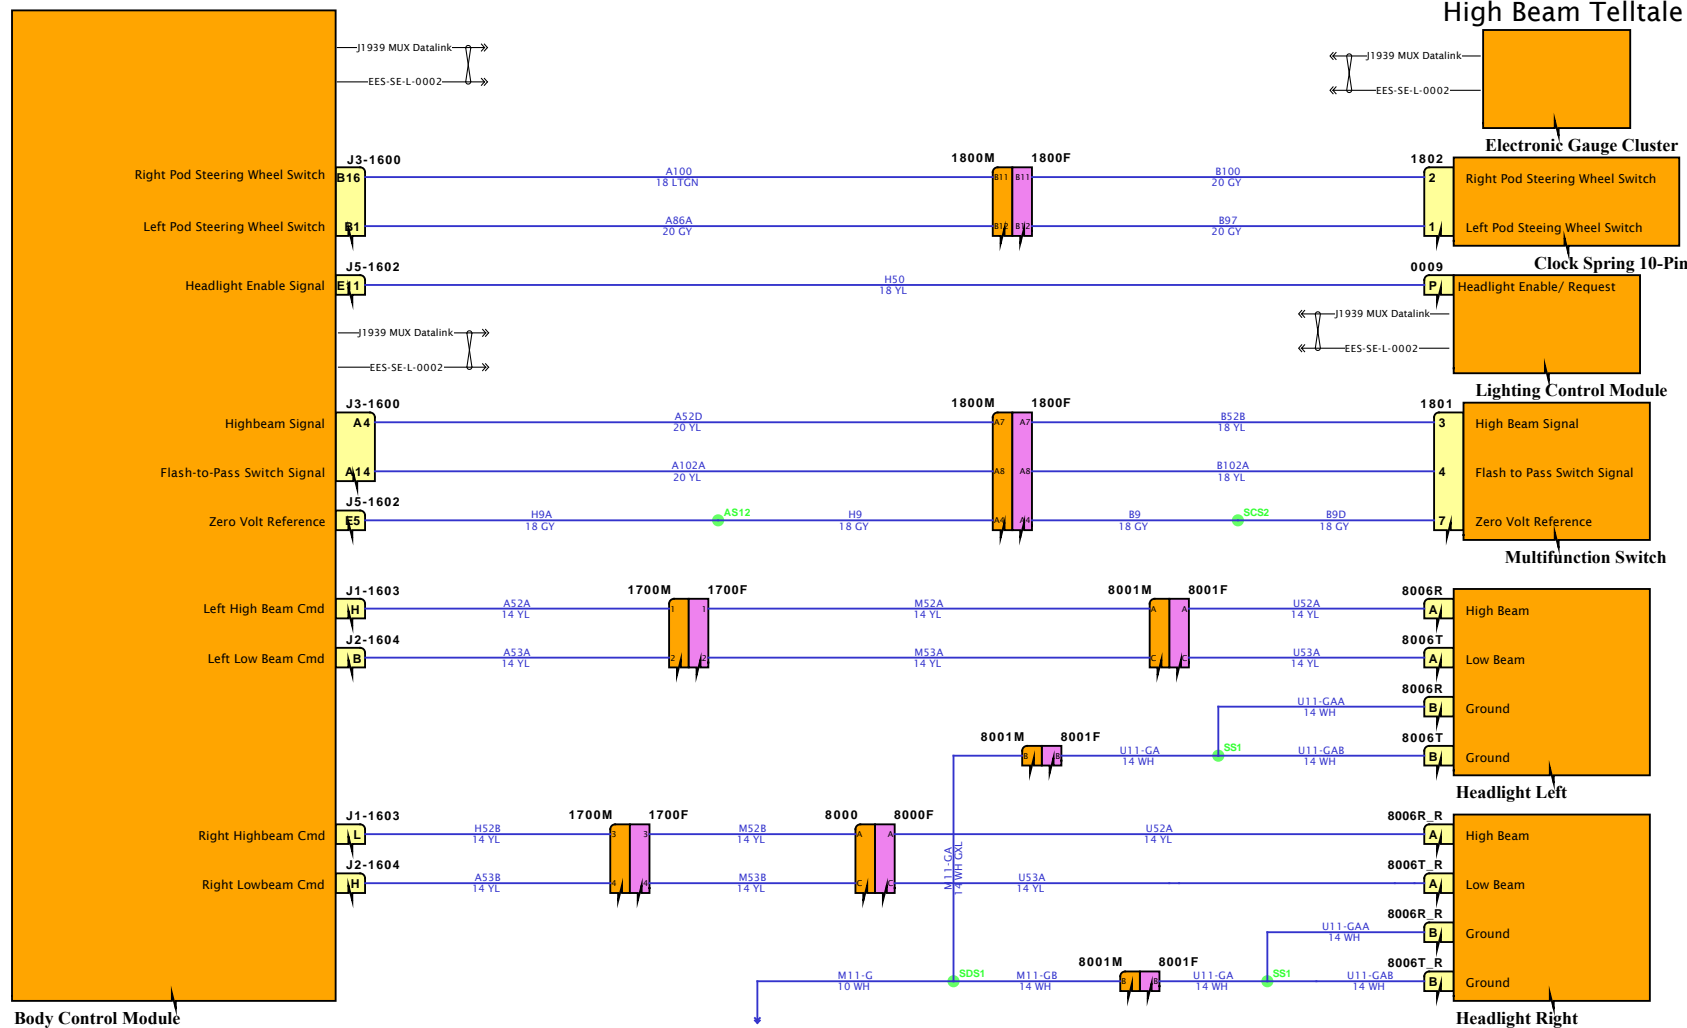 High Beam Telltale
J1939 MUX Datalink
EES-SE-L-0002
J1939 MUX Datalink
EES-SE-L-0002
Electronic Gauge Cluster
J3-1600
1800M 1800F
1802
Right Pod Steering Wheel Switch B16
A100
18 LTGN
B11 B11
B100
20 GY
2 Right Pod Steering Wheel Switch
Left Pod Steering Wheel Switch B1
A86A
20 GY
B12 B12
B97
20 GY
1 Left Pod Steeing Wheel Switch
Clock Spring 10-Pin
J5-1602
0009
Headlight Enable Signal E11
H50
18 YL
P Headlight Enable/ Request
J1939 MUX Datalink
EES-SE-L-0002
J1939 MUX Datalink
EES-SE-L-0002
Lighting Control Module
J3-1600
1800M 1800F
1801
Highbeam Signal A4
A52D
20 YL
A7 A7
B52B
18 YL
3 High Beam Signal
Flash-to-Pass Switch Signal A14
A102A
20 YL
A8 A8
B102A
18 YL
4 Flash to Pass Switch Signal
J5-1602
Zero Volt Reference E5
H9A
18 GY
AS12
H9
18 GY
A4 A4
B9
18 GY
SCS2
B9D
18 GY
7 Zero Volt Reference
Multifunction Switch
J1-1603
1700M 1700F
8001M 8001F
8006R
Left High Beam Cmd H
A52A
14 YL
1 1
M52A
14 YL
A A
U52A
14 YL
A High Beam
J2-1604
8006T
Left Low Beam Cmd B
A53A
14 YL
2 2
M53A
14 YL
C C
U53A
14 YL
A Low Beam
8006R
U11-GAA
14 WH
B Ground
8001M 8001F
8006T
B B
U11-GA
14 WH
SS1
U11-GAB
14 WH
B Ground
Headlight Left
J1-1603
1700M 1700F
8000 8000F
8006R_R
Right Highbeam Cmd L
H52B
14 YL
3 3
M52B
14 YL
A A
U52A
14 YL
A High Beam
M11-GA
14 WH GXL
J2-1604
8006T_R
Right Lowbeam Cmd H
A53B
14 YL
4 4
M53B
14 YL
C C
U53A
14 YL
A Low Beam
8006R_R
U11-GAA
14 WH
B Ground
8001M 8001F
8006T_R
M11-G
10 WH
SDS1
M11-GB
14 WH
B B
U11-GA
14 WH
SS1
U11-GAB
14 WH
B Ground
Body Control Module
Headlight Right